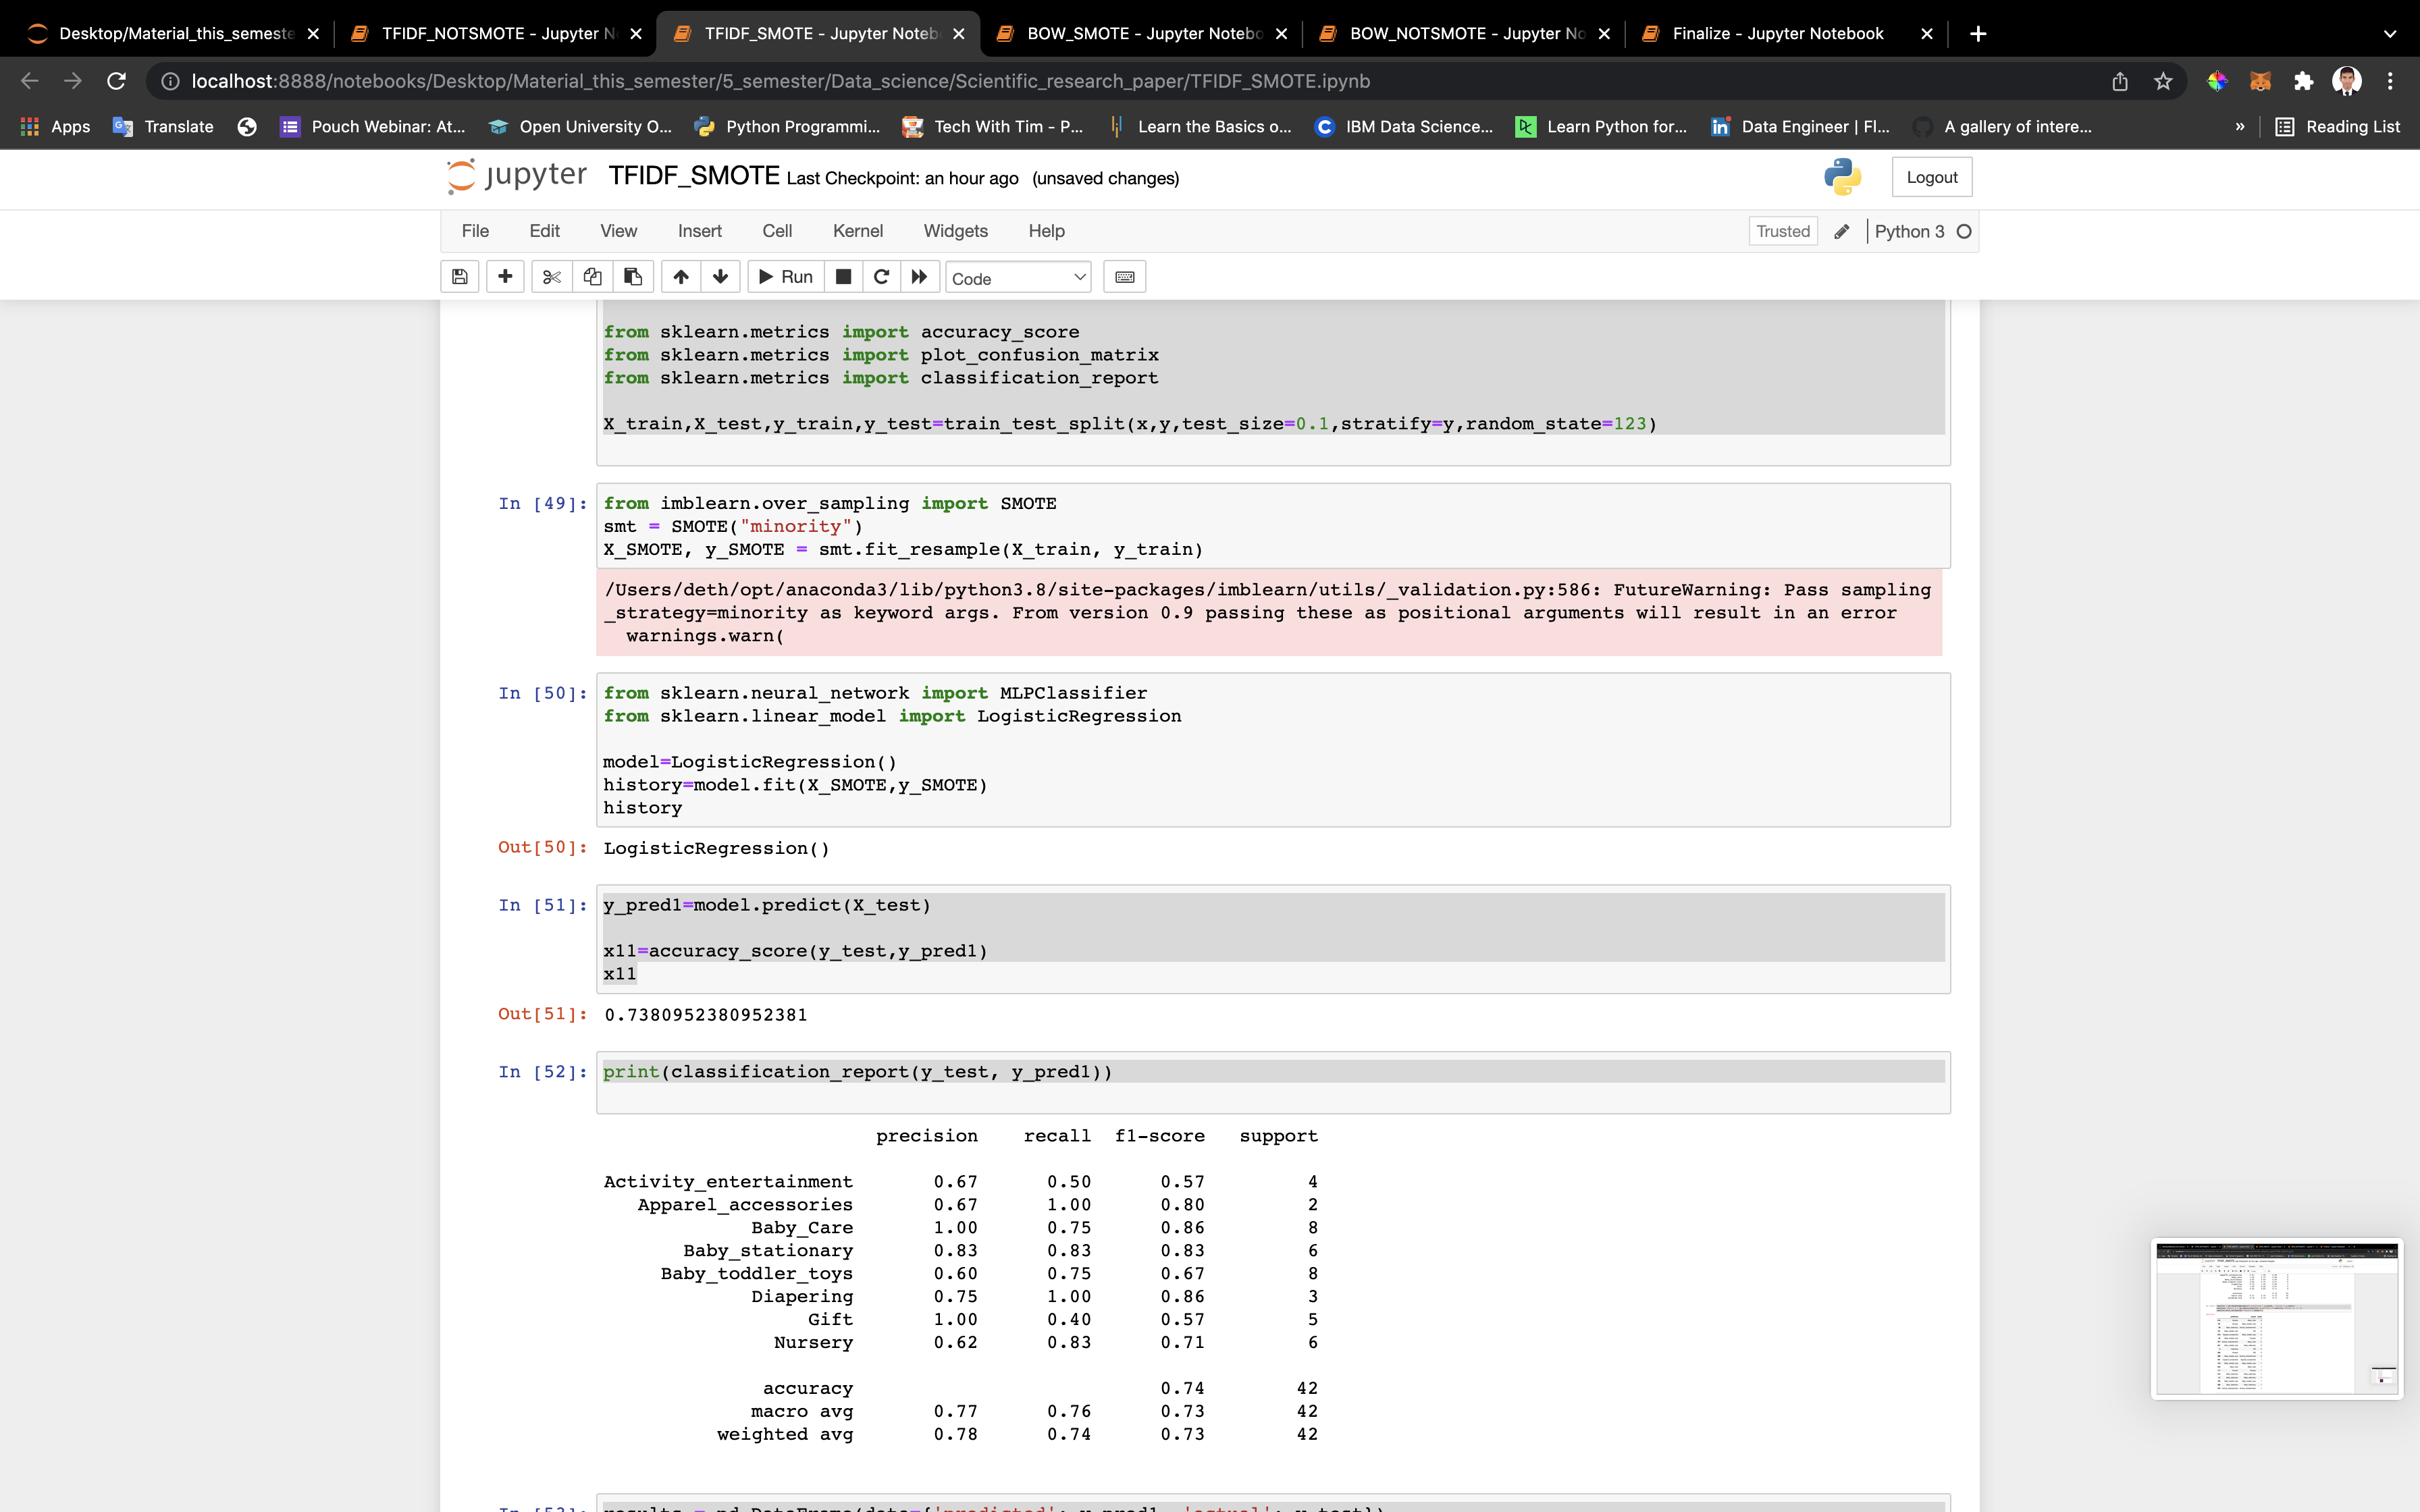 Desktop/Material_this_semeste
TFIDF_NOTSMOTE - Jupyter N
TFIDF_SMOTE - Jupyter Noteb
BOW_SMOTE - Jupyter Notebo
BOW_NOTSMOTE - Jupyter No
Finalize - Jupyter Notebook
localhost:8888/notebooks/Desktop/Material_this_semester/5_semester/Data_science/Scientific_research_paper/TFIDF_SMOTE.ipynb
Apps Translate Pouch Webinar: At... Open University O... Python Programmi... Tech With Tim - P... Learn the Basics o... IBM Data Science... Learn Python for... Data Engineer | Fl... A gallery of intere... » Reading List
jupyter TFIDF_SMOTE Last Checkpoint: an hour ago (unsaved changes) Logout
File Edit View Insert Cell Kernel Widgets Help Trusted Python 3
Run Code
from sklearn.metrics import accuracy_score
from sklearn.metrics import plot_confusion_matrix
from sklearn.metrics import classification_report
X_train,X_test,y_train,y_test=train_test_split(x,y,test_size=0.1,stratify=y,random_state=123)
In [49]: from imblearn.over_sampling import SMOTE
smt = SMOTE("minority")
X_SMOTE, y_SMOTE = smt.fit_resample(X_train, y_train)
/Users/deth/opt/anaconda3/lib/python3.8/site-packages/imblearn/utils/_validation.py:586: FutureWarning: Pass sampling
_strategy=minority as keyword args. From version 0.9 passing these as positional arguments will result in an error
warnings.warn(
In [50]: from sklearn.neural_network import MLPClassifier
from sklearn.linear_model import LogisticRegression
model=LogisticRegression()
history=model.fit(X_SMOTE,y_SMOTE)
history
Out[50]: LogisticRegression()
In [51]: y_pred1=model.predict(X_test)
x11=accuracy_score(y_test,y_pred1)
x11
Out[51]: 0.7380952380952381
In [52]: print(classification_report(y_test, y_pred1))
precision recall f1-score support
Activity_entertainment 0.67 0.50 0.57 4
Apparel_accessories 0.67 1.00 0.80 2
Baby_Care 1.00 0.75 0.86 8
Baby_stationary 0.83 0.83 0.83 6
Baby_toddler_toys 0.60 0.75 0.67 8
Diapering 0.75 1.00 0.86 3
Gift 1.00 0.40 0.57 5
Nursery 0.62 0.83 0.71 6
accuracy 0.74 42
macro avg 0.77 0.76 0.73 42
weighted avg 0.78 0.74 0.73 42